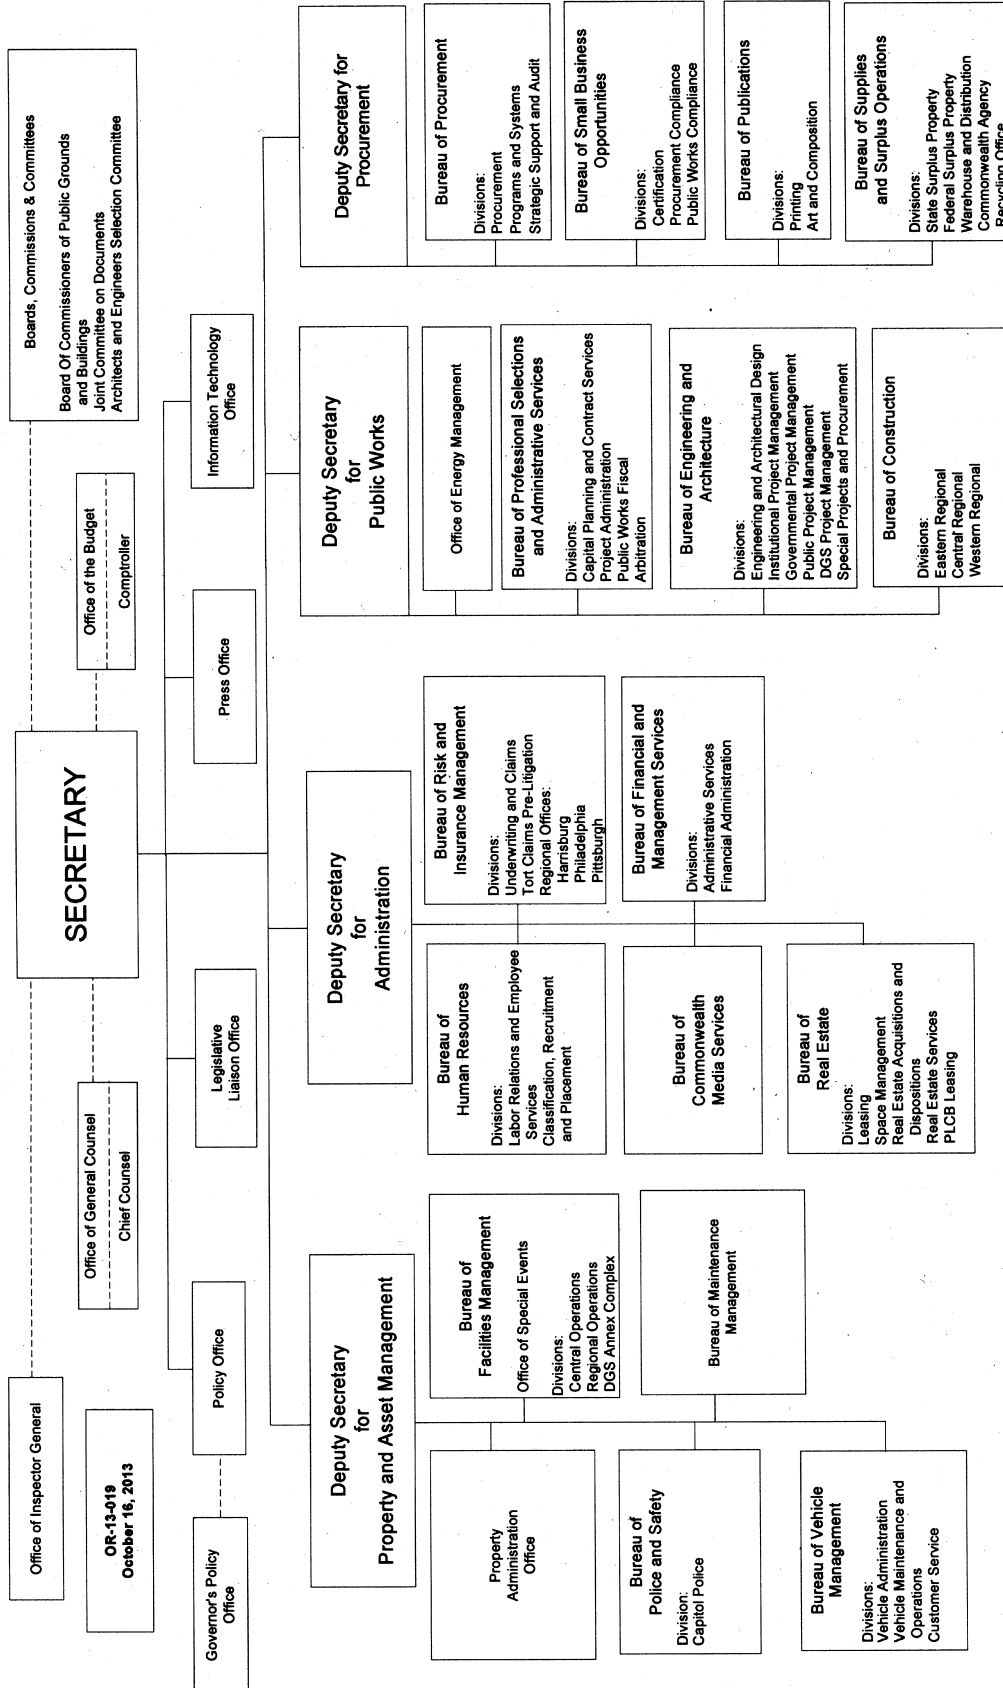 Office of Inspector General
OR-13-019
October 16, 2013
SECRETARY
Boards, Commissions & Committees
Board Of Commissioners of Public Grounds
and Buildings
Joint Committee on Documents
Architects and Engineers Selection Committee
Office of General Counsel
Chief Counsel
Office of the Budget
Comptroller
Governor's Policy
Office
Policy Office
Legislative
Liaison Office
Press Office
Information Technology
Office
Deputy Secretary
for
Property and Asset Management
Property
Administration
Office
Bureau of
Facilities Management
Office of Special Events
Divisions:
Central Operations
Regional Operations
DGS Annex Complex
Bureau of
Police and Safety
Division:
Capitol Police
Bureau of Maintenance
Management
Bureau of Vehicle
Management
Divisions:
Vehicle Administration
Vehicle Maintenance and
Operations
Customer Service
Deputy Secretary
for
Administration
Bureau of
Human Resources
Divisions:
Labor Relations and Employee
Services
Classification, Recruitment
and Placement
Bureau of Risk and
Insurance Management
Divisions:
Underwriting and Claims
Tort Claims Pre-Litigation
Regional Offices:
Harrisburg
Philadelphia
Pittsburgh
Bureau of
Commonwealth
Media Services
Bureau of Financial and
Management Services
Divisions:
Administrative Services
Financial Administration
Bureau of
Real Estate
Divisions:
Leasing
Space Management
Real Estate Acquisitions and
Dispositions
Real Estate Services
PLCB Leasing
Deputy Secretary
for
Public Works
Office of Energy Management
Bureau of Professional Selections
and Administrative Services
Divisions:
Capital Planning and Contract Services
Project Administration
Public Works Fiscal
Arbitration
Bureau of Engineering and
Architecture
Divisions:
Engineering and Architectural Design
Institutional Project Management
Governmental Project Management
Public Project Management
DGS Project Management
Special Projects and Procurement
Bureau of Construction
Divisions:
Eastern Regional
Central Regional
Western Regional
Deputy Secretary for
Procurement
Bureau of Procurement
Divisions:
Procurement
Programs and Systems
Strategic Support and Audit
Bureau of Small Business
Opportunities
Divisions:
Certification
Procurement Compliance
Public Works Compliance
Bureau of Publications
Divisions:
Printing
Art and Composition
Bureau of Supplies
and Surplus Operations
Divisions:
State Surplus Property
Federal Surplus Property
Warehouse and Distribution
Commonwealth Agency
Recycling Office